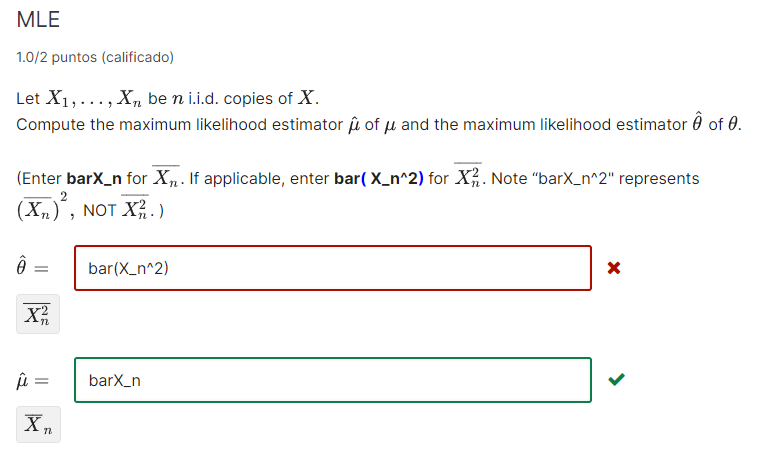 MLE
1.0/2 puntos (calificado)
Let $X_1, \ldots, X_n$ be $n$ i.i.d. copies of $X$.
Compute the maximum likelihood estimator $\hat{\mu}$ of $\mu$ and the maximum likelihood estimator $\hat{\theta}$ of $\theta$.
(Enter barX_n for $\overline{X_n}$. If applicable, enter bar( X_n^2) for $\overline{X_n^2}$. Note “barX_n^2" represents
$(\overline{X_n})^2$, NOT $\overline{X_n^2}$.)
$\hat{\theta} =$ bar(X_n^2) ✖
$\overline{X_n^2}$
$\hat{\mu} =$ barX_n ✔
$\overline{X}_n$